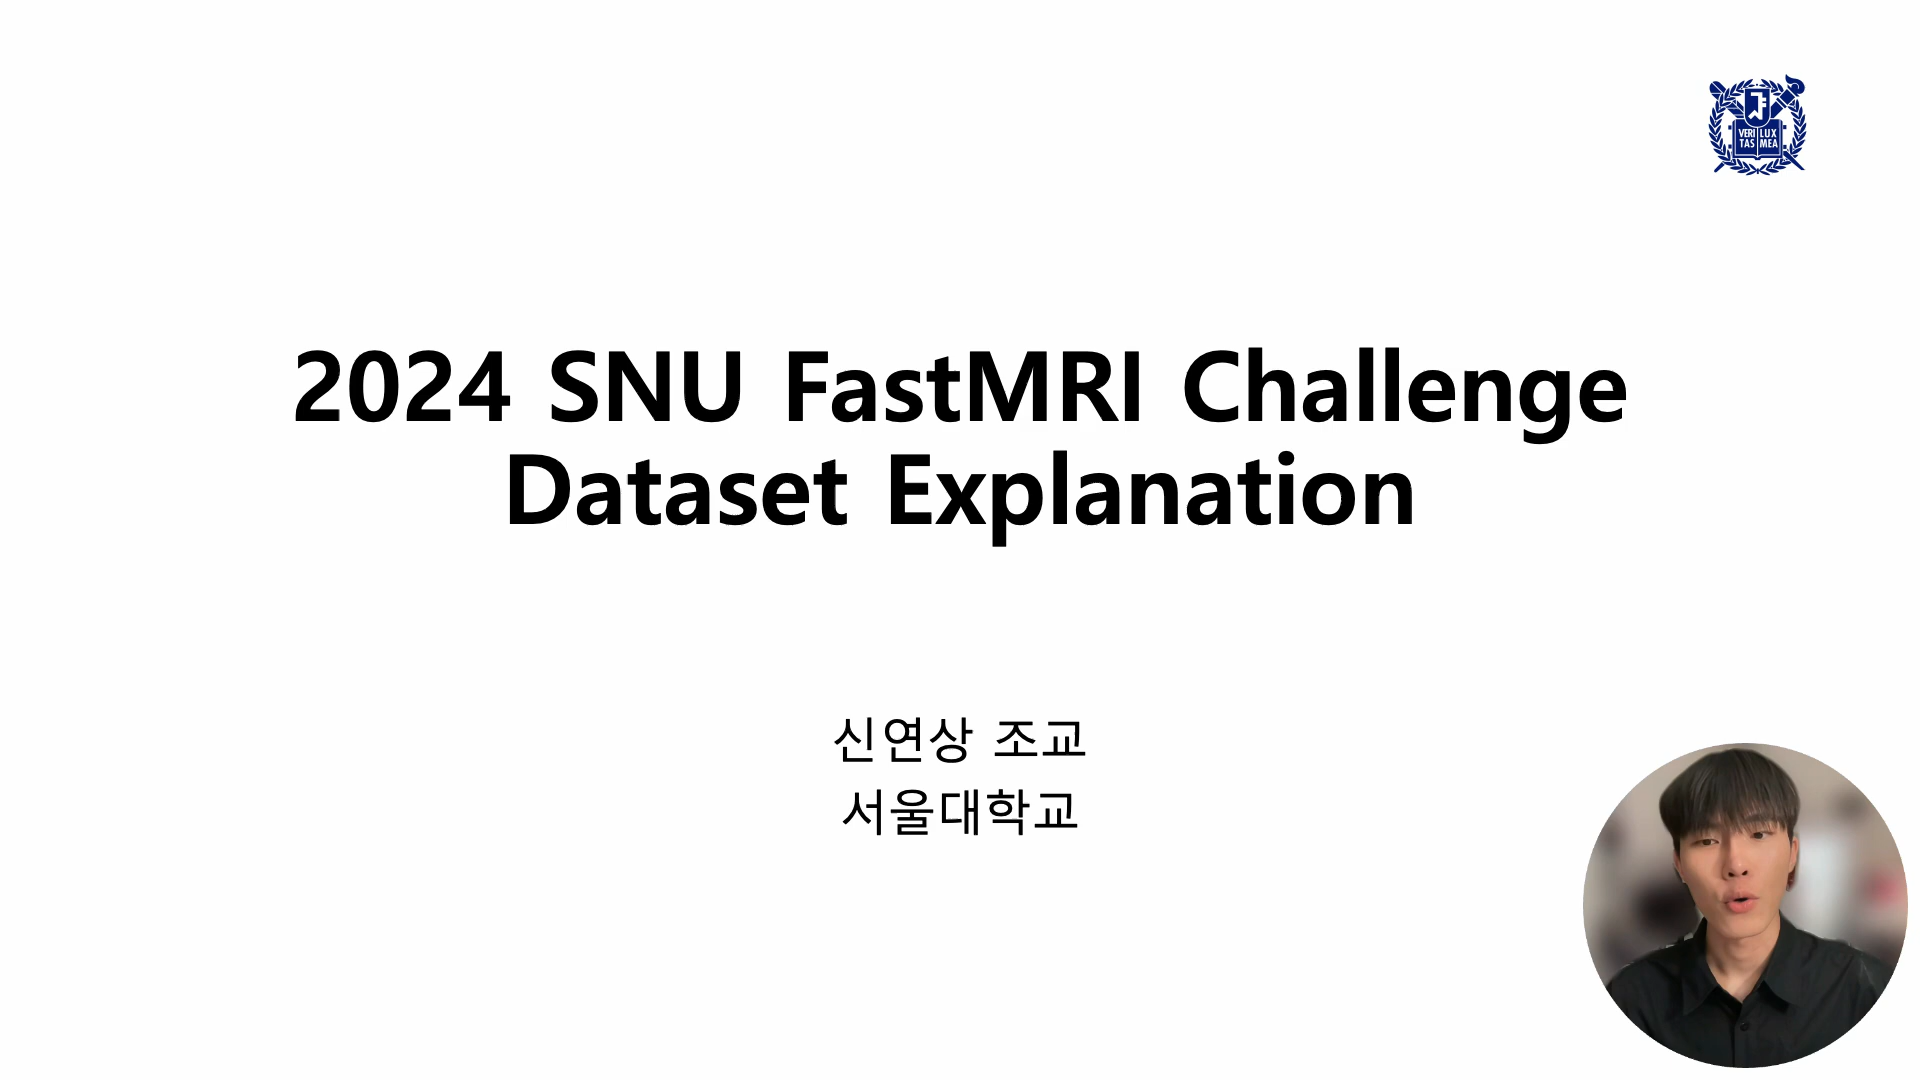 VERI LUX
TAS MEA
2024 SNU FastMRI Challenge
Dataset Explanation
신연상 조교
서울대학교